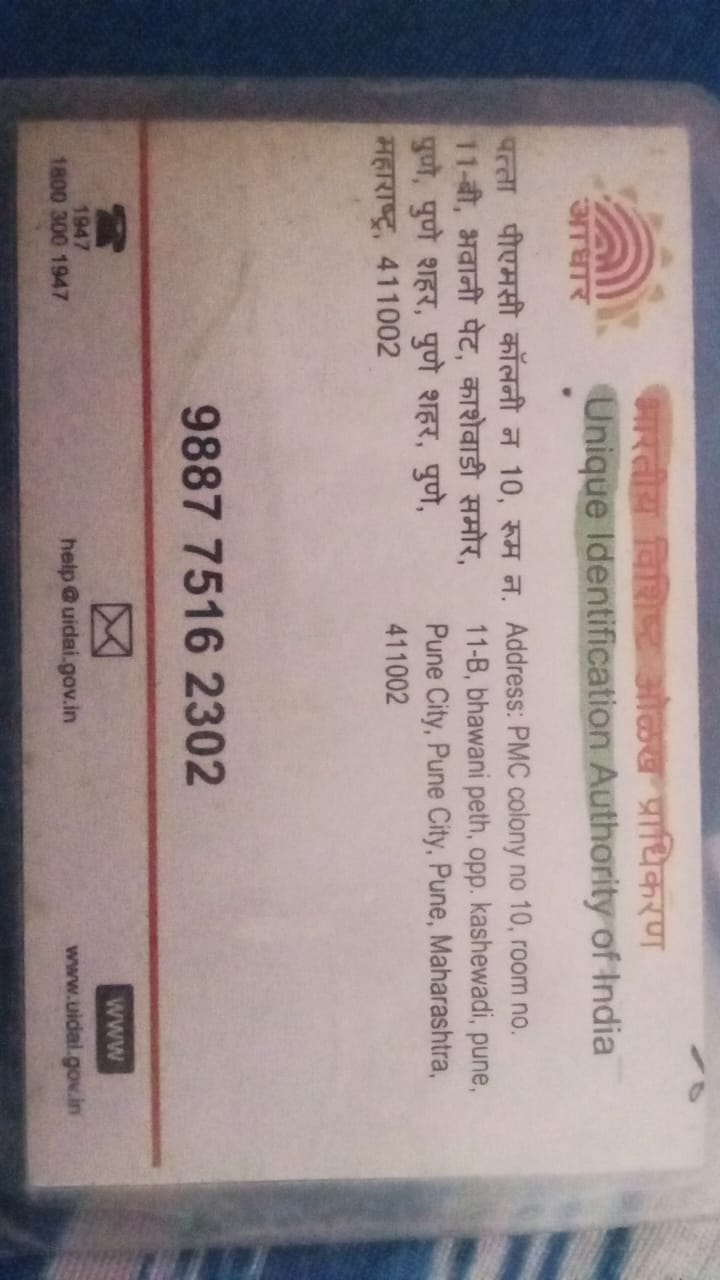 भारतीय विशिष्ट ओळख प्राधिकरण
Unique Identification Authority of India
आधार
पत्ता पीएमसी कॉलनी न 10, रूम न.
11-बी, भवानी पेट, काशेवाडी समोर,
पुणे, पुणे शहर, पुणे शहर, पुणे,
महाराष्ट्र, 411002
Address: PMC colony no 10, room no.
11-B, bhawani peth, opp. kashewadi, pune,
Pune City, Pune City, Pune, Maharashtra,
411002
9887 7516 2302
1947
1800 300 1947
help@uidai.gov.in
www
www.uidai.gov.in